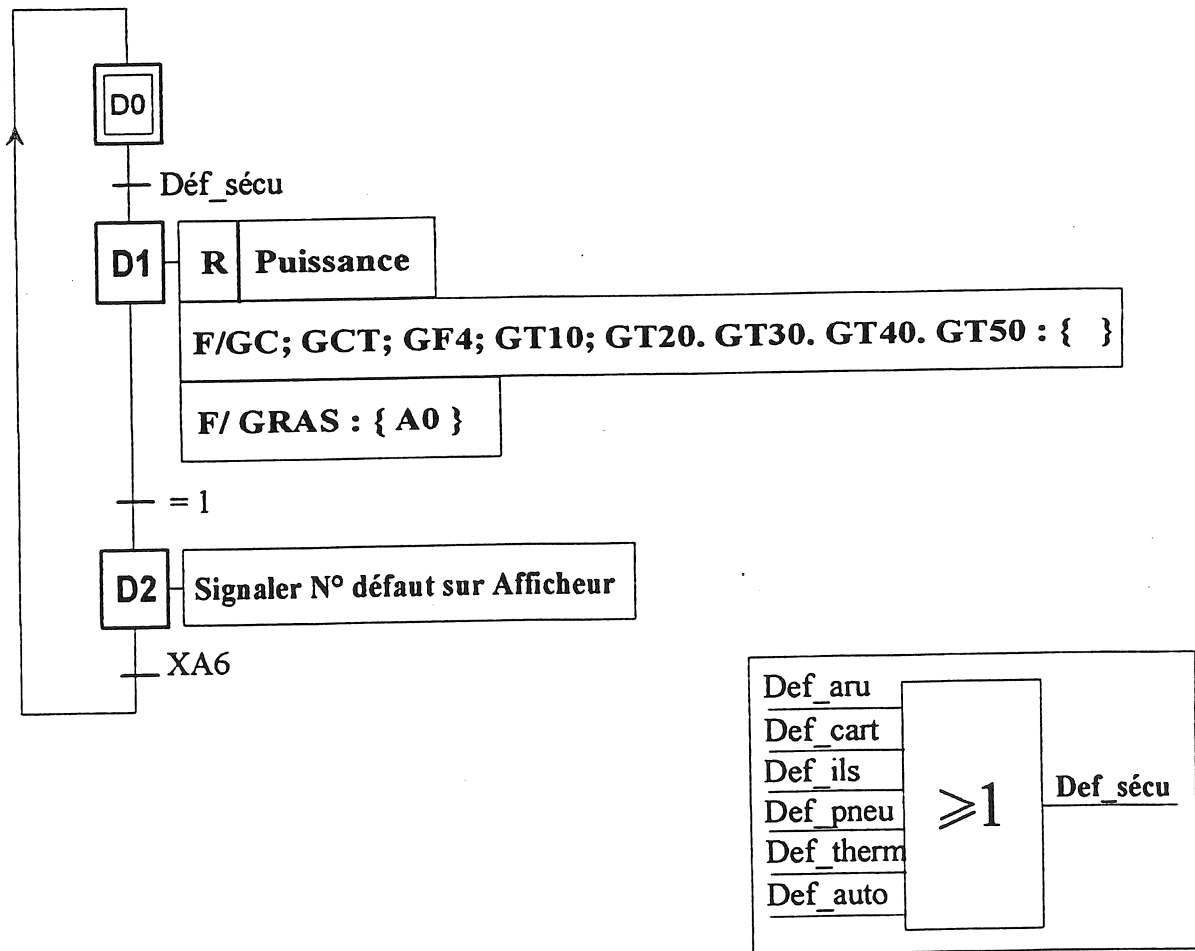 D0
Déf_sécu
D1 R Puissance
F/GC; GCT; GF4; GT10; GT20. GT30. GT40. GT50 : { }
F/ GRAS : { A0 }
= 1
D2 Signaler N° défaut sur Afficheur
XA6
Def_aru
Def_cart
Def_ils
Def_pneu
Def_therm
Def_auto
≥1
Def_sécu